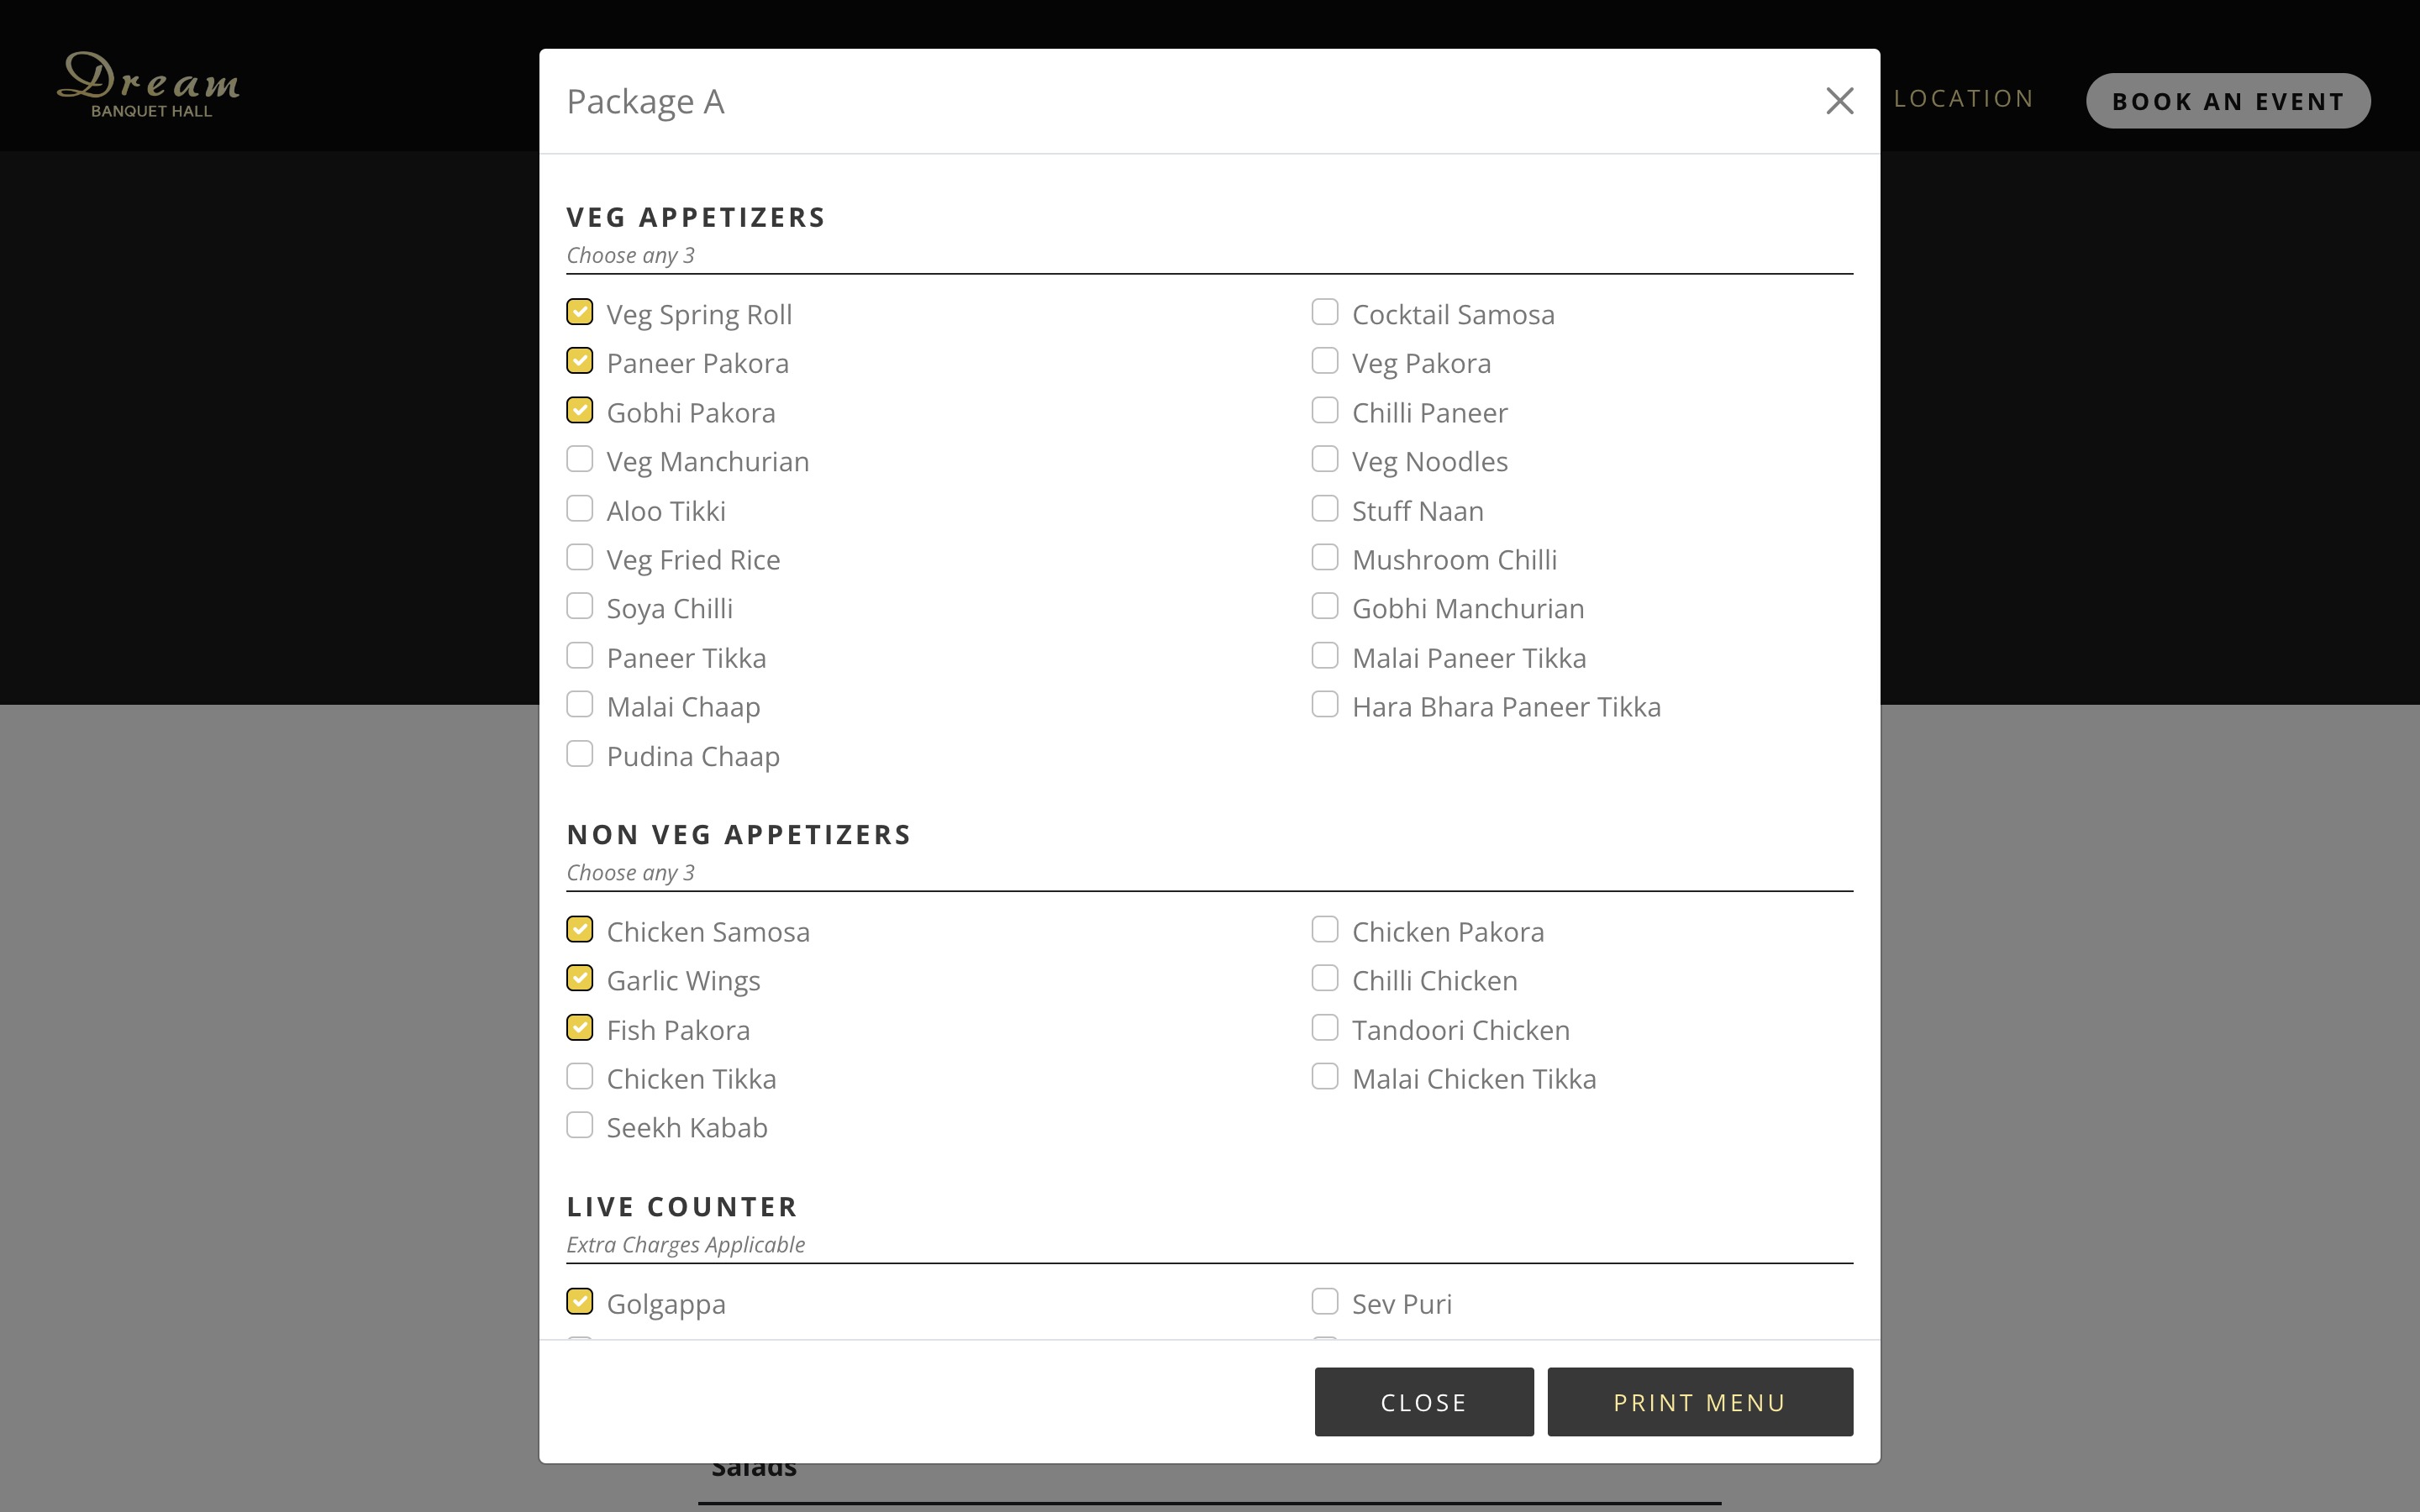 Dream
BANQUET HALL
LOCATION
BOOK AN EVENT
Package A
VEG APPETIZERS
Choose any 3
Veg Spring Roll
Cocktail Samosa
Paneer Pakora
Veg Pakora
Gobhi Pakora
Chilli Paneer
Veg Manchurian
Veg Noodles
Aloo Tikki
Stuff Naan
Veg Fried Rice
Mushroom Chilli
Soya Chilli
Gobhi Manchurian
Paneer Tikka
Malai Paneer Tikka
Malai Chaap
Hara Bhara Paneer Tikka
Pudina Chaap
NON VEG APPETIZERS
Choose any 3
Chicken Samosa
Chicken Pakora
Garlic Wings
Chilli Chicken
Fish Pakora
Tandoori Chicken
Chicken Tikka
Malai Chicken Tikka
Seekh Kabab
LIVE COUNTER
Extra Charges Applicable
Golgappa
Sev Puri
CLOSE
PRINT MENU
Salads